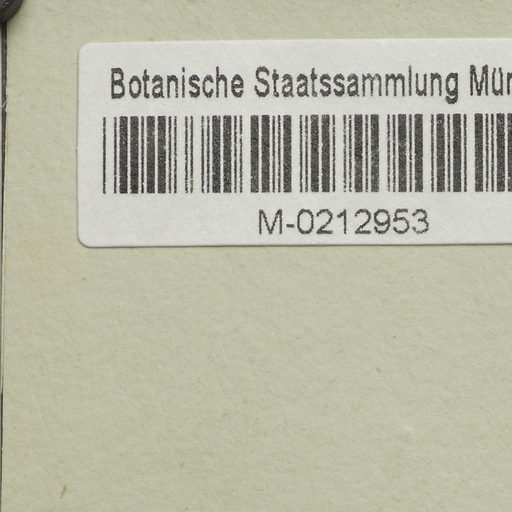 Botanische Staatssammlung Mün
M-0212953